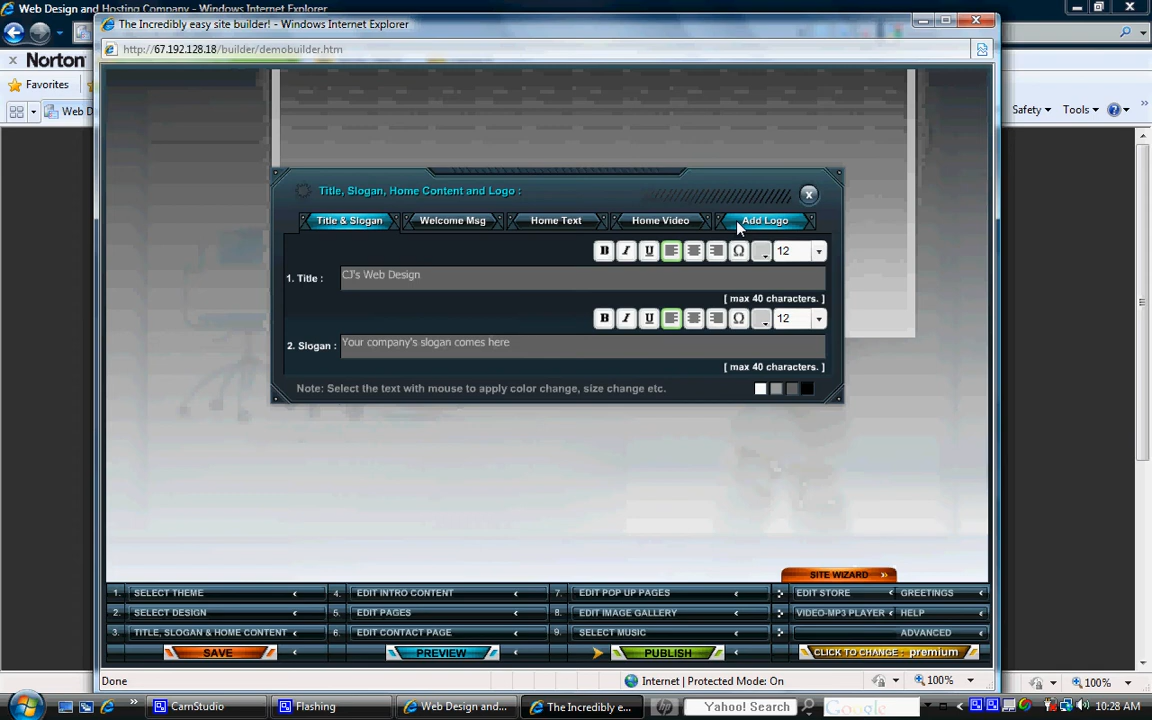 Web Design and Hosting Company - Windows Internet Explorer
The Incredibly easy site builder! - Windows Internet Explorer
http://67.192.128.18/builder/demobuilder.htm
Norton
Favorites
Web D
Safety
Tools
Title, Slogan, Home Content and Logo :
x
Title & Slogan
Welcome Msg
Home Text
Home Video
Add Logo
B I U Ω 12
1. Title :
CJ's Web Design
[ max 40 characters. ]
B I U Ω 12
2. Slogan :
Your company's slogan comes here
[ max 40 characters. ]
Note: Select the text with mouse to apply color change, size change etc.
SITE WIZARD
1. SELECT THEME
4. EDIT INTRO CONTENT
7. EDIT POP UP PAGES
EDIT STORE
GREETINGS
2. SELECT DESIGN
5. EDIT PAGES
8. EDIT IMAGE GALLERY
VIDEO-MP3 PLAYER
HELP
3. TITLE, SLOGAN & HOME CONTENT
6. EDIT CONTACT PAGE
9. SELECT MUSIC
ADVANCED
SAVE
PREVIEW
PUBLISH
CLICK TO CHANGE : premium
Done
Internet | Protected Mode: On
100%
100%
CamStudio
Flashing
Web Design and...
The Incredibly e...
hp
Yahoo! Search
Google
10:28 AM